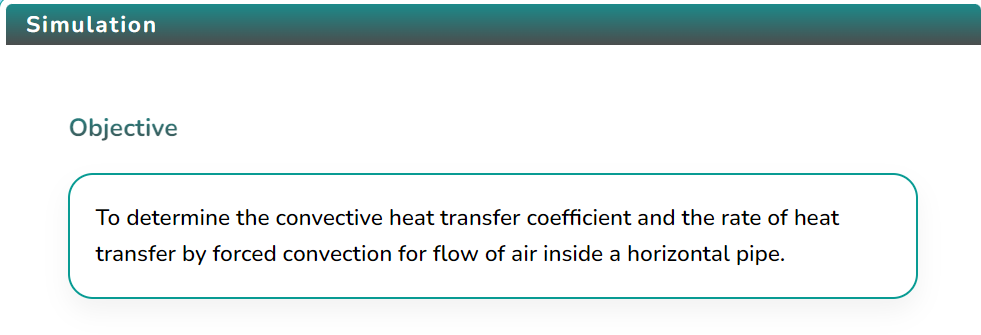 Simulation
Objective
To determine the convective heat transfer coefficient and the rate of heat
transfer by forced convection for flow of air inside a horizontal pipe.